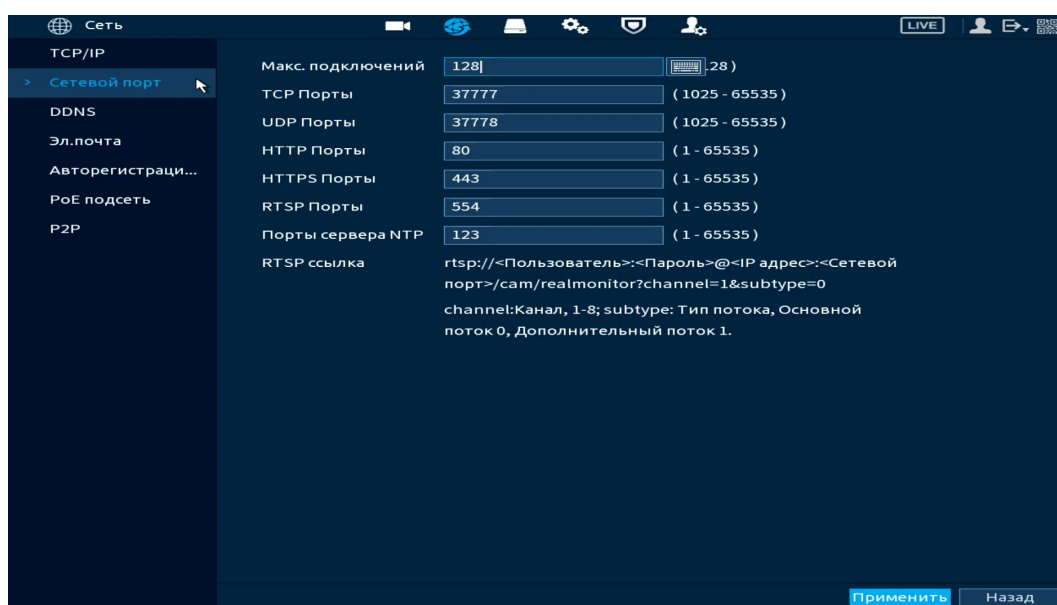 Сеть
LIVE
TCP/IP
> Сетевой порт
DDNS
Эл.почта
Авторегистраци...
PoE подсеть
P2P
Макс. подключений 128 28 )
TCP Порты 37777 ( 1025 - 65535 )
UDP Порты 37778 ( 1025 - 65535 )
HTTP Порты 80 ( 1 - 65535 )
HTTPS Порты 443 ( 1 - 65535 )
RTSP Порты 554 ( 1 - 65535 )
Порты сервера NTP 123 ( 1 - 65535 )
RTSP ссылка rtsp://<Пользователь>:<Пароль>@<IP адрес>:<Сетевой
порт>/cam/realmonitor?channel=1&subtype=0
channel:Канал, 1-8; subtype: Тип потока, Основной
поток 0, Дополнительный поток 1.
Применить Назад